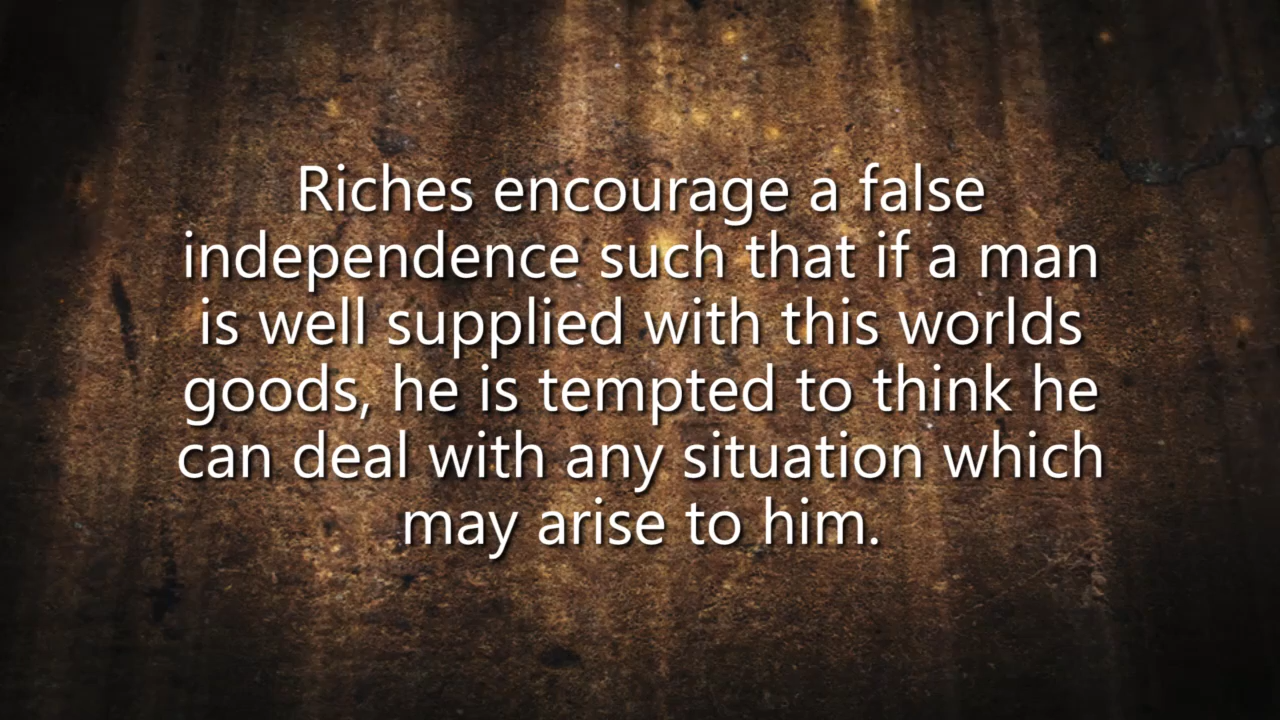 Riches encourage a false
independence such that if a man
is well supplied with this worlds
goods, he is tempted to think he
can deal with any situation which
may arise to him.